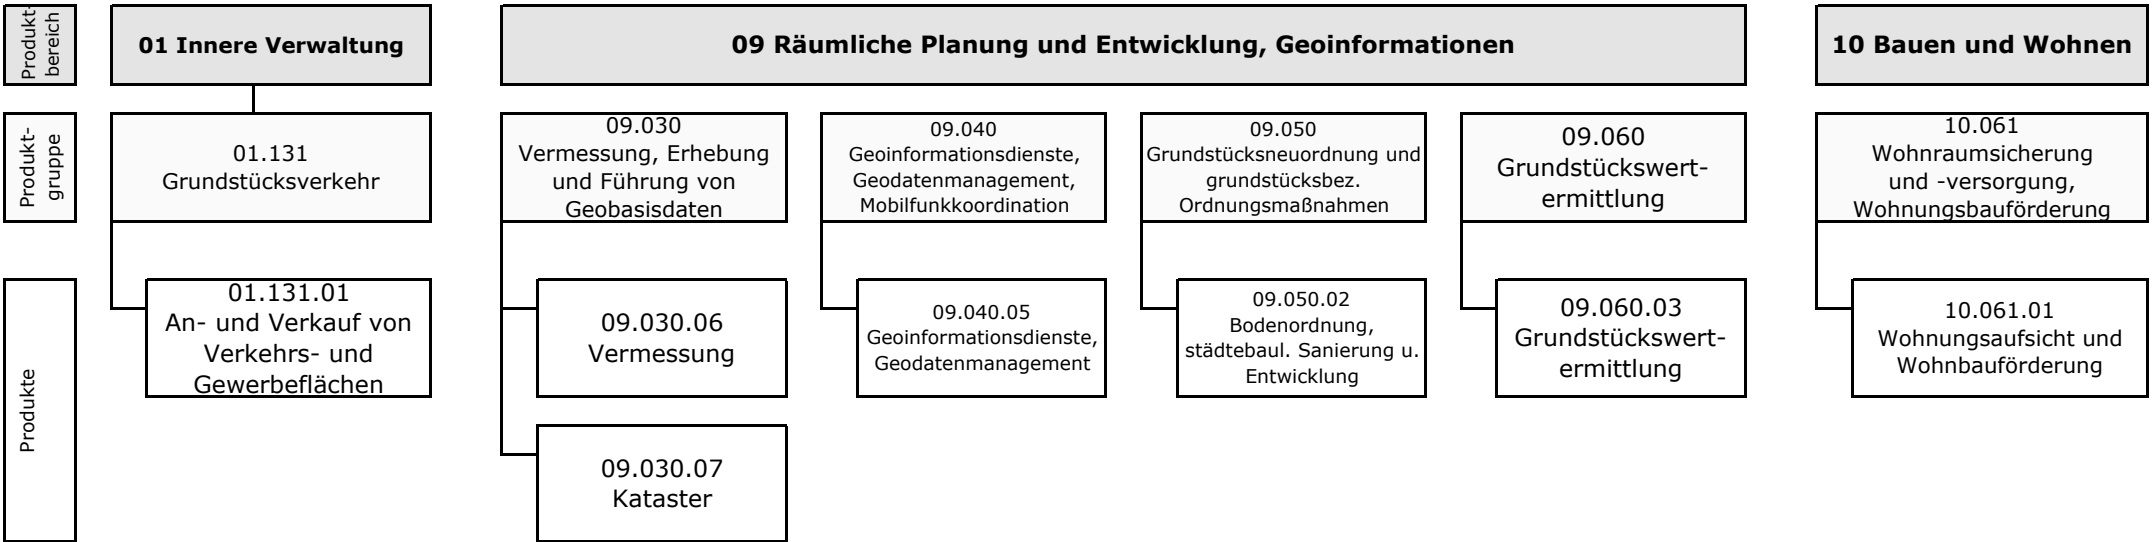 Produkt-
bereich
01 Innere Verwaltung
09 Räumliche Planung und Entwicklung, Geoinformationen
10 Bauen und Wohnen
Produkt-
gruppe
01.131
Grundstücksverkehr
09.030
Vermessung, Erhebung
und Führung von
Geobasisdaten
09.040
Geoinformationsdienste,
Geodatenmanagement,
Mobilfunkkoordination
09.050
Grundstücksneuordnung und
grundstücksbez.
Ordnungsmaßnahmen
09.060
Grundstückswert-
ermittlung
10.061
Wohnraumsicherung
und -versorgung,
Wohnungsbauförderung
Produkte
01.131.01
An- und Verkauf von
Verkehrs- und
Gewerbeflächen
09.030.06
Vermessung
09.040.05
Geoinformationsdienste,
Geodatenmanagement
09.050.02
Bodenordnung,
städtebaul. Sanierung u.
Entwicklung
09.060.03
Grundstückswert-
ermittlung
10.061.01
Wohnungsaufsicht und
Wohnbauförderung
09.030.07
Kataster